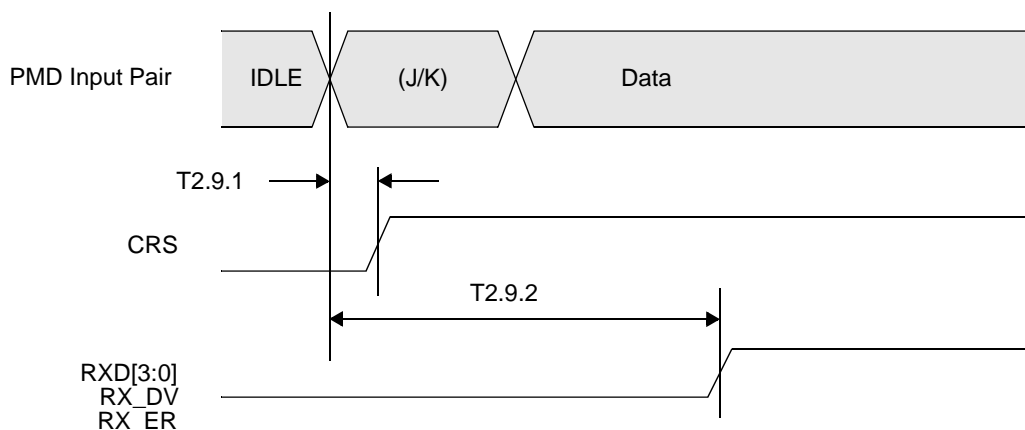 PMD Input Pair
IDLE
(J/K)
Data
T2.9.1
CRS
T2.9.2
RXD[3:0]
RX_DV
RX_ER